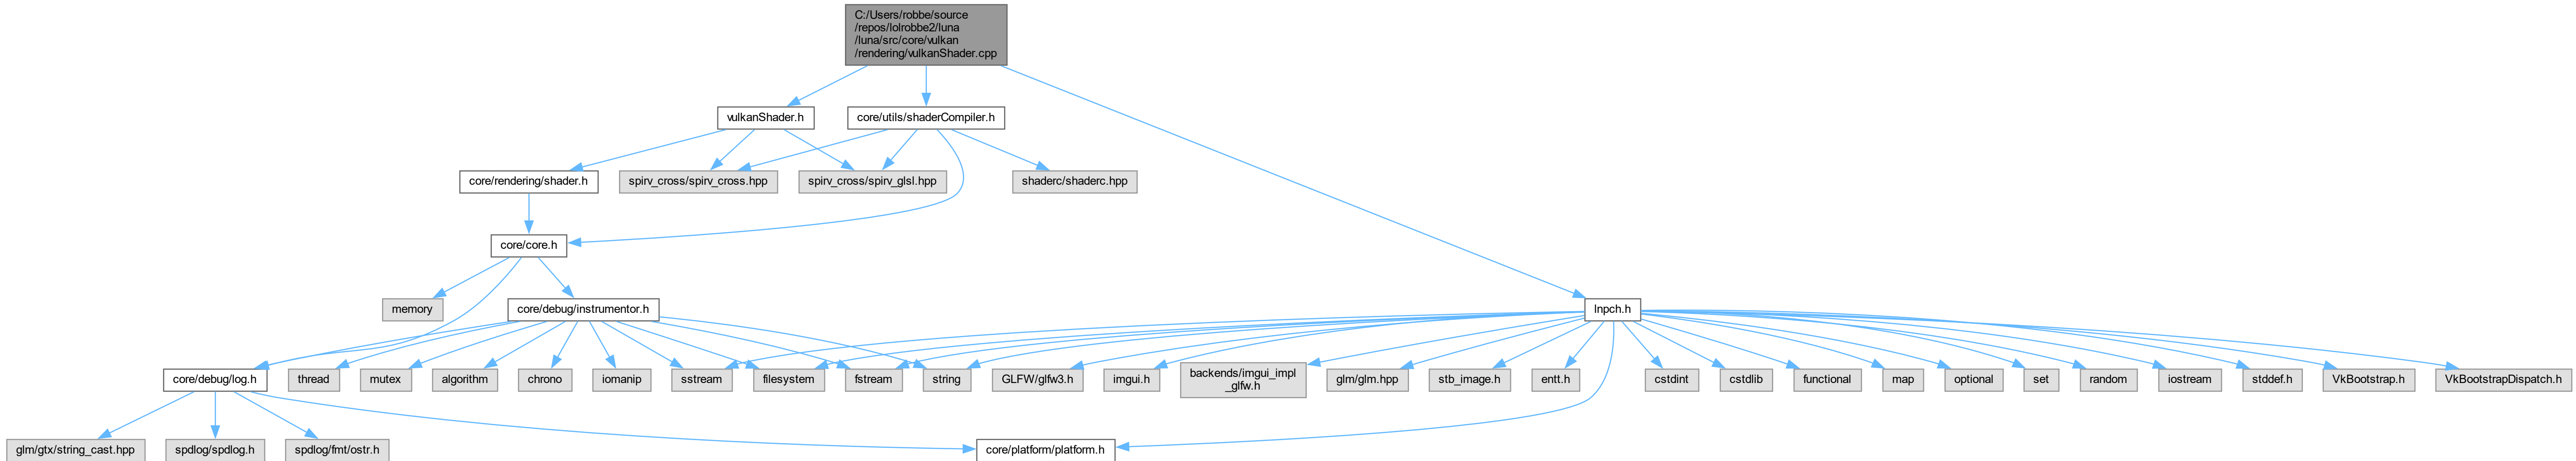 C:/Users/robbe/source
/repos/lolrobbe2/luna
/luna/src/core/vulkan
/rendering/vulkanShader.cpp
vulkanShader.h
core/utils/shaderCompiler.h
core/rendering/shader.h
spirv_cross/spirv_cross.hpp
spirv_cross/spirv_glsl.hpp
shaderc/shaderc.hpp
core/core.h
memory
core/debug/instrumentor.h
lnpch.h
core/debug/log.h
thread
mutex
algorithm
chrono
iomanip
sstream
filesystem
fstream
string
GLFW/glfw3.h
imgui.h
backends/imgui_impl
_glfw.h
glm/glm.hpp
stb_image.h
entt.h
cstdint
cstdlib
functional
map
optional
set
random
iostream
stddef.h
VkBootstrap.h
VkBootstrapDispatch.h
glm/gtx/string_cast.hpp
spdlog/spdlog.h
spdlog/fmt/ostr.h
core/platform/platform.h